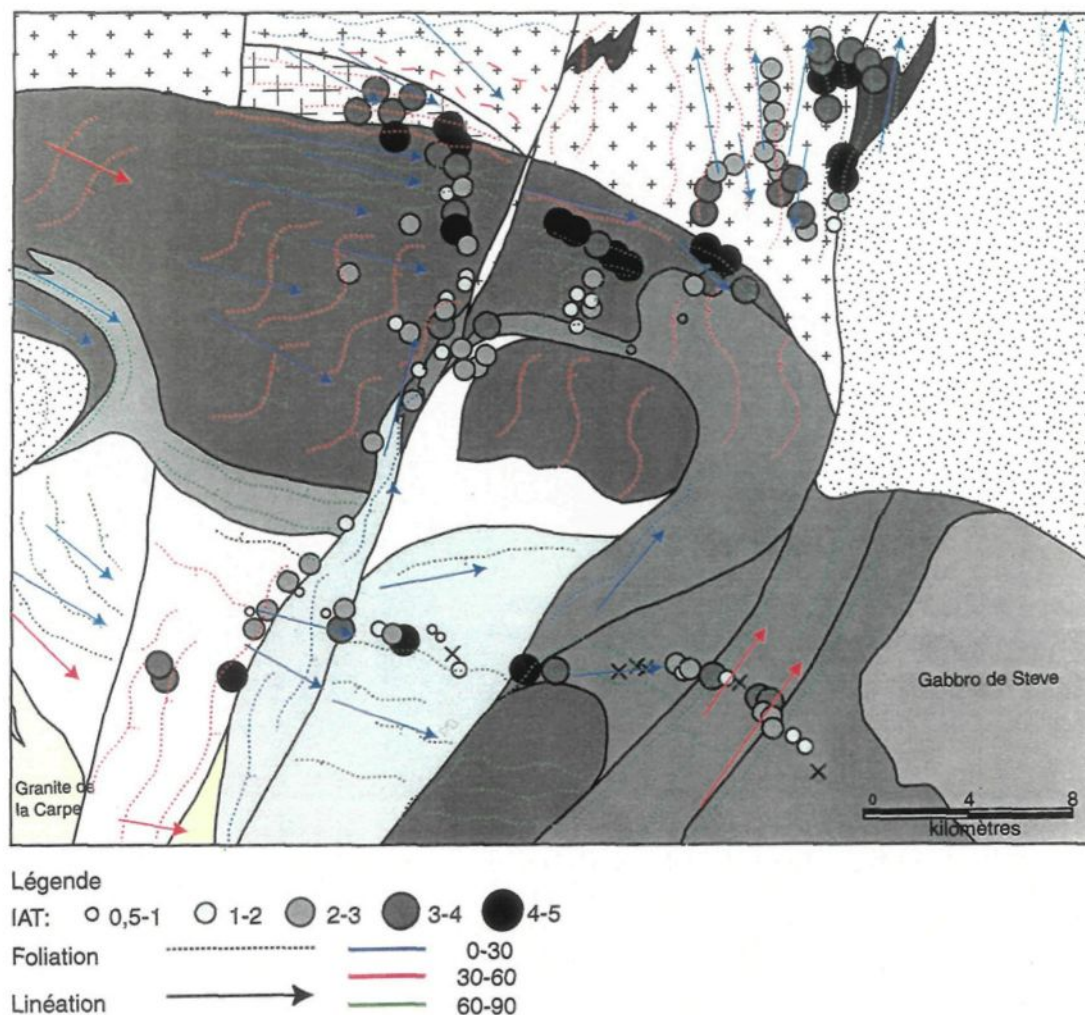 Gabbro de Steve
Granite de
la Carpe
0 4 8
kilomètres
Légende
IAT: 0,5-1 1-2 2-3 3-4 4-5
Foliation 0-30
30-60
Linéation 60-90